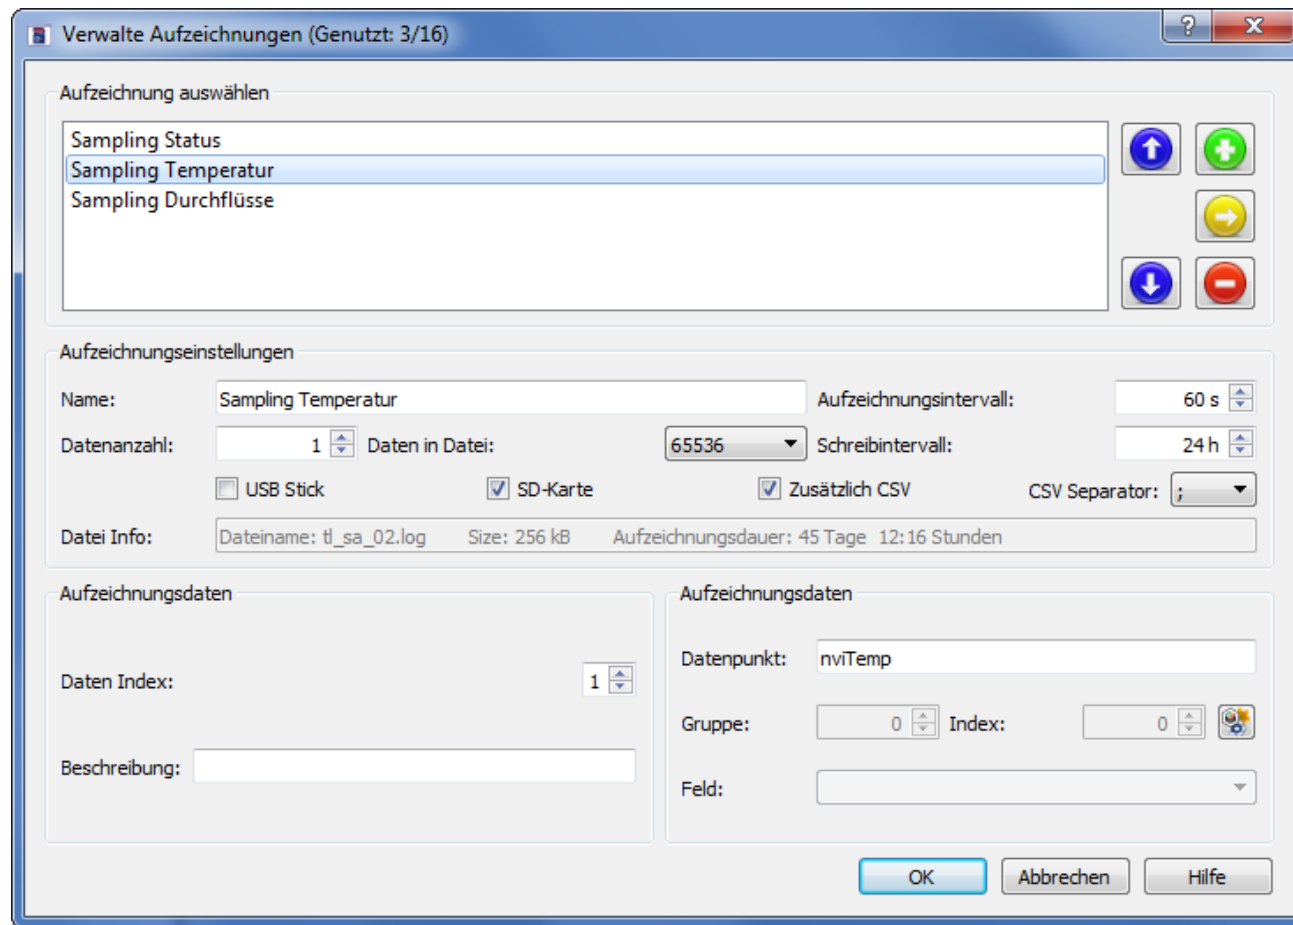 Verwalte Aufzeichnungen (Genutzt: 3/16)
?
Aufzeichnung auswählen
Sampling Status
Sampling Temperatur
Sampling Durchflüsse
Aufzeichnungseinstellungen
Name: Sampling Temperatur Aufzeichnungsintervall: 60 s
Datenanzahl: 1 Daten in Datei: 65536 Schreibintervall: 24 h
USB Stick SD-Karte Zusätzlich CSV CSV Separator: ;
Datei Info: Dateiname: tl_sa_02.log Size: 256 kB Aufzeichnungsdauer: 45 Tage 12:16 Stunden
Aufzeichnungsdaten
Daten Index: 1
Beschreibung:
Aufzeichnungsdaten
Datenpunkt: nviTemp
Gruppe: 0 Index: 0
Feld:
OK Abbrechen Hilfe